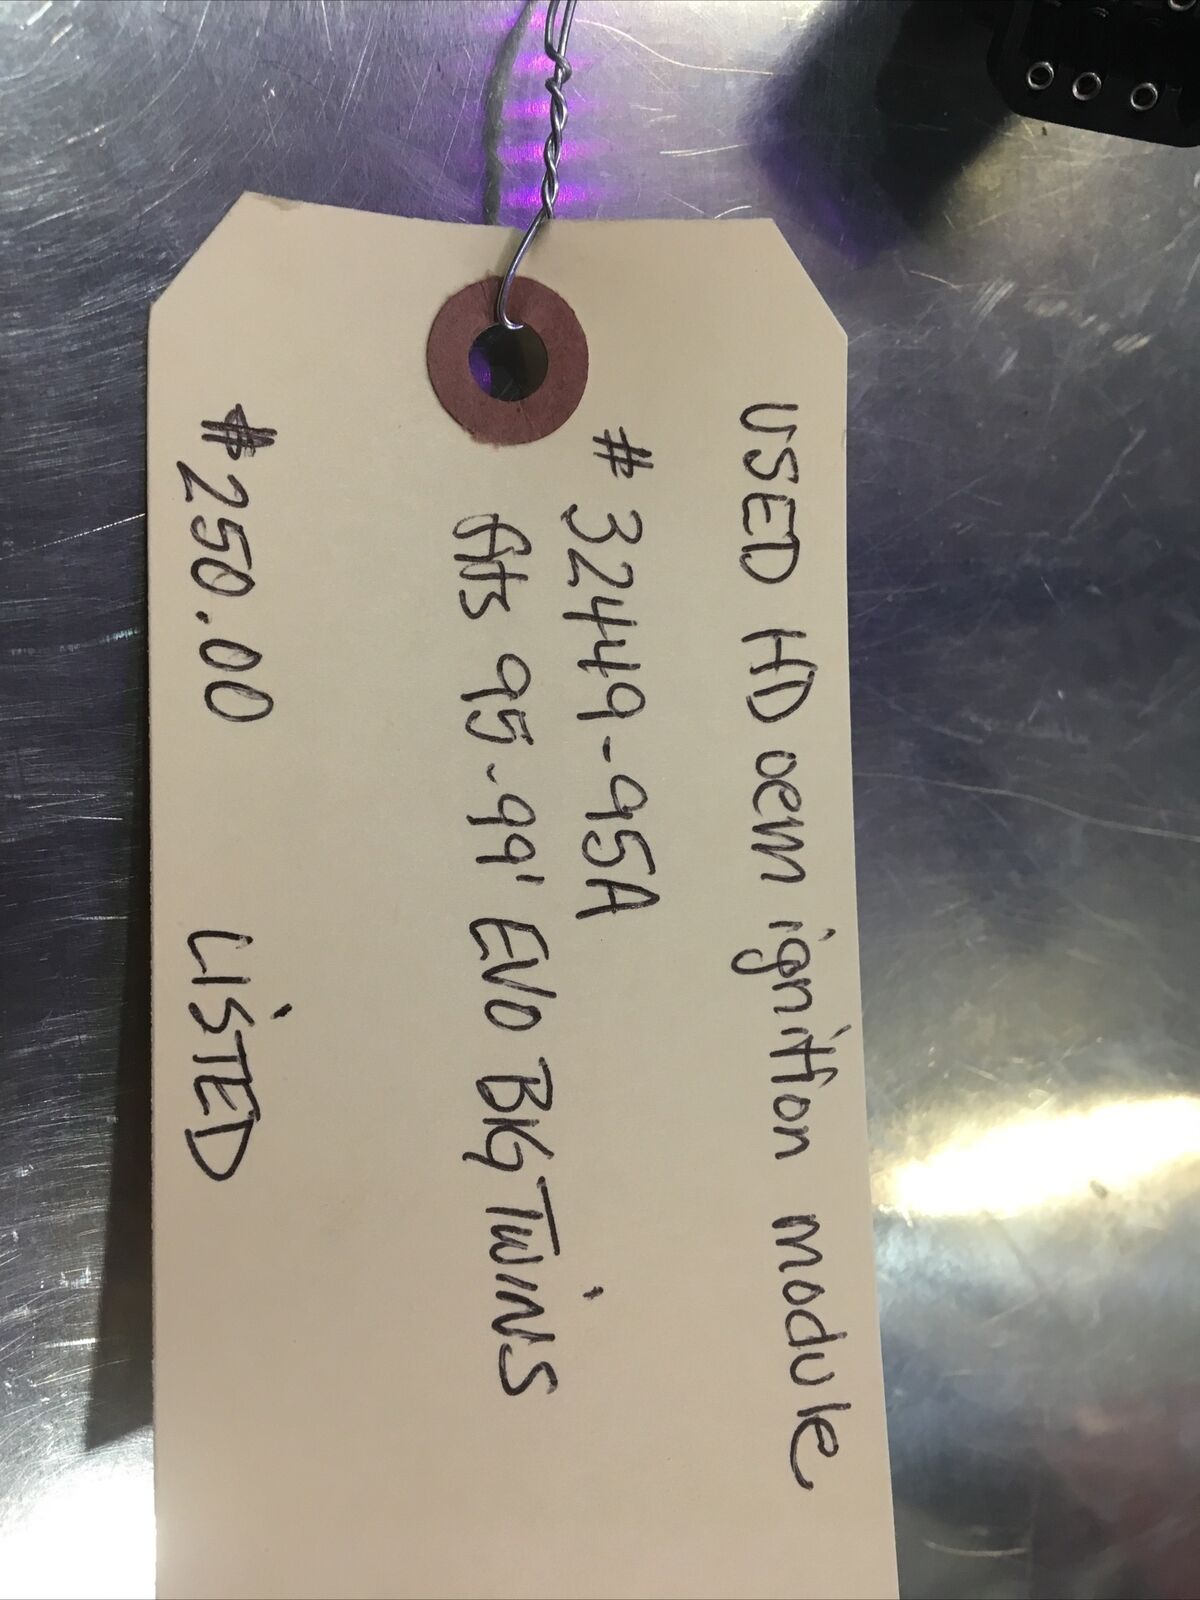 USED HD oem ignition module
# 32449-95A
fits 95-99' EVO BIG TWiNS
$250.00 LiSTED